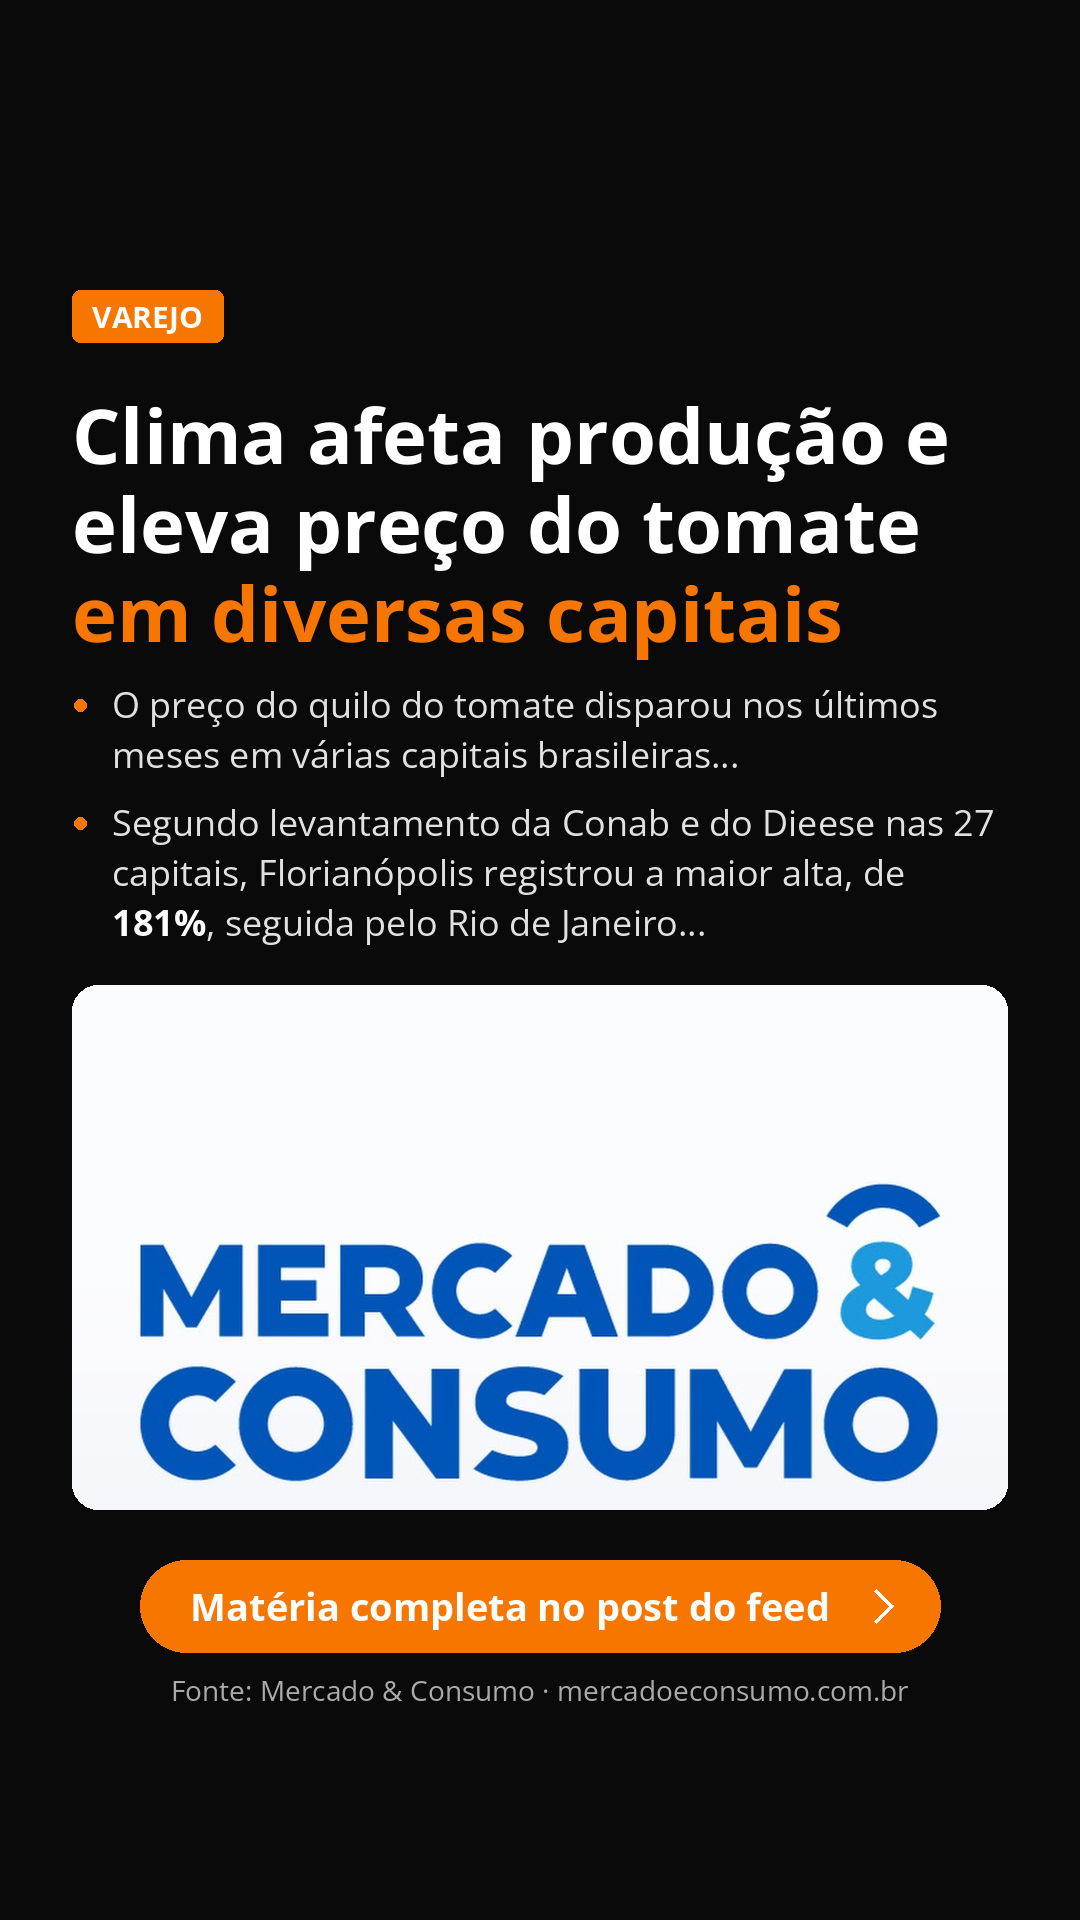 VAREJO
Clima afeta produção e
eleva preço do tomate
em diversas capitais
• O preço do quilo do tomate disparou nos últimos
meses em várias capitais brasileiras...
• Segundo levantamento da Conab e do Dieese nas 27
capitais, Florianópolis registrou a maior alta, de
181%, seguida pelo Rio de Janeiro...
MERCADO &
CONSUMO
Matéria completa no post do feed
Fonte: Mercado & Consumo · mercadoeconsumo.com.br